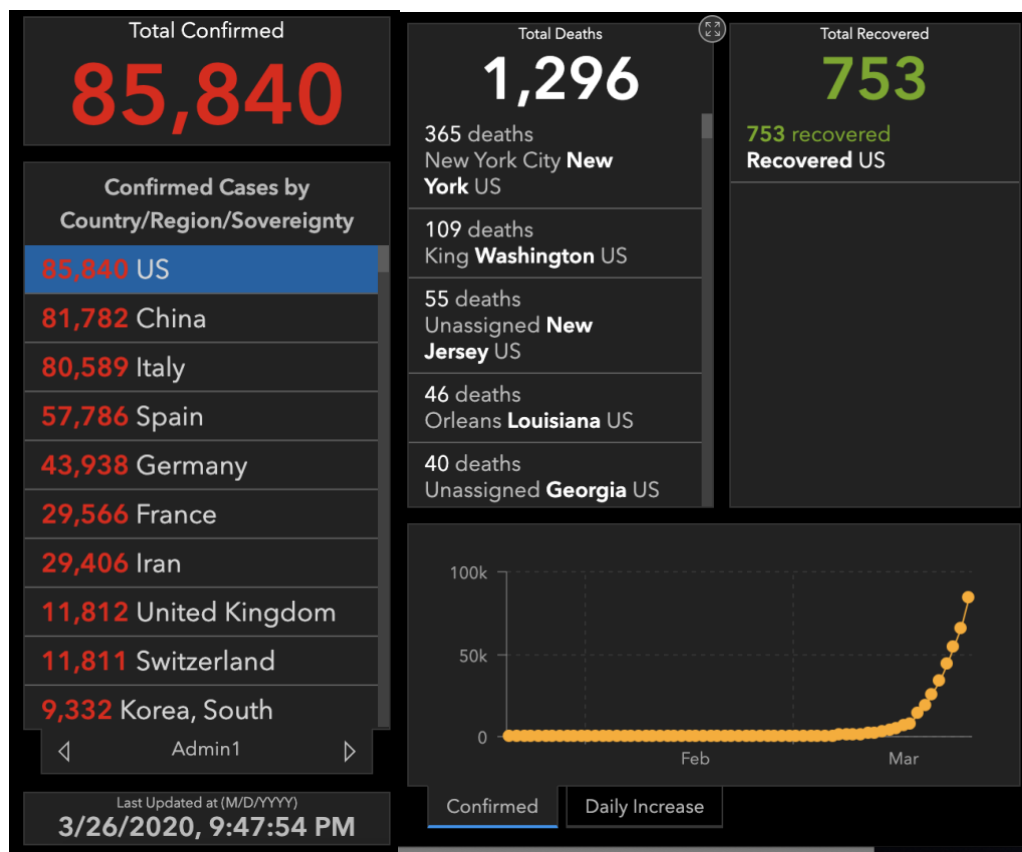 Total Confirmed
85,840
Confirmed Cases by
Country/Region/Sovereignty
85,840 US
81,782 China
80,589 Italy
57,786 Spain
43,938 Germany
29,566 France
29,406 Iran
11,812 United Kingdom
11,811 Switzerland
9,332 Korea, South
Admin1
Last Updated at (M/D/YYYY)
3/26/2020, 9:47:54 PM
Total Deaths
1,296
365 deaths
New York City New
York US
109 deaths
King Washington US
55 deaths
Unassigned New
Jersey US
46 deaths
Orleans Louisiana US
40 deaths
Unassigned Georgia US
Total Recovered
753
753 recovered
Recovered US
100k
50k
0
Feb
Mar
Confirmed
Daily Increase